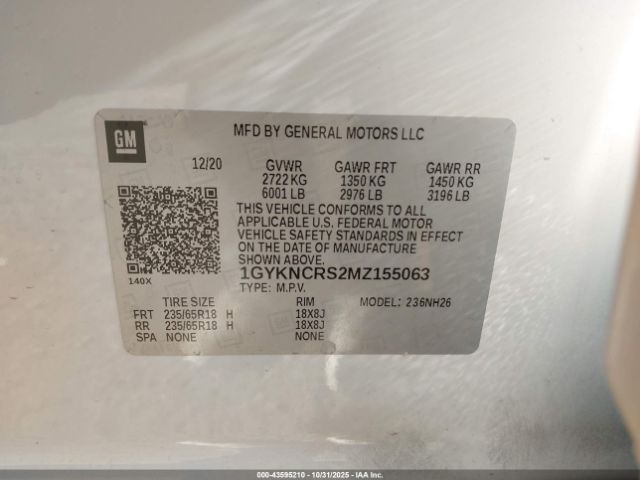 GM
MFD BY GENERAL MOTORS LLC
12/20 GVWR GAWR FRT GAWR RR
2722 KG 1350 KG 1450 KG
6001 LB 2976 LB 3196 LB
THIS VEHICLE CONFORMS TO ALL
APPLICABLE U.S. FEDERAL MOTOR
VEHICLE SAFETY STANDARDS IN EFFECT
ON THE DATE OF MANUFACTURE
SHOWN ABOVE.
140X
1GYKNCRS2MZ155063
TYPE: M.P.V. MODEL: 236NH26
TIRE SIZE RIM
FRT 235/65R18 H 18X8J
RR 235/65R18 H 18X8J
SPA NONE NONE
000-43595210 - 10/31/2025 - IAAI.COM